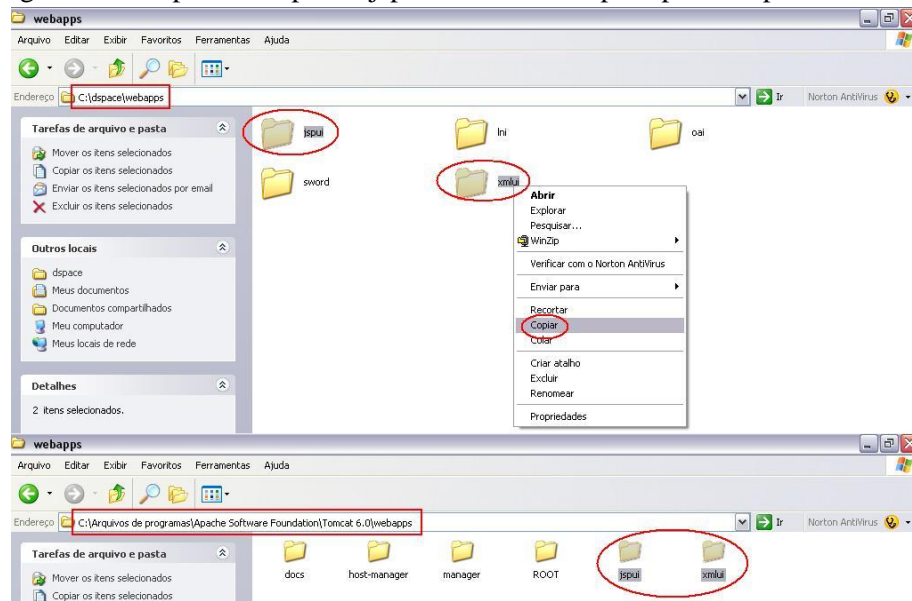 webapps
Arquivo Editar Exibir Favoritos Ferramentas Ajuda
Endereço C:\dspace\webapps Ir Norton AntiVirus
Tarefas de arquivo e pasta
Mover os itens selecionados
Copiar os itens selecionados
Enviar os itens selecionados por email
Excluir os itens selecionados
Outros locais
dspace
Meus documentos
Documentos compartilhados
Meu computador
Meus locais de rede
Detalhes
2 itens selecionados.
jspui lni oai
sword xmlui
Abrir
Explorar
Pesquisar...
WinZip
Verificar com o Norton AntiVirus
Enviar para
Recortar
Copiar
Colar
Criar atalho
Excluir
Renomear
Propriedades
webapps
Arquivo Editar Exibir Favoritos Ferramentas Ajuda
Endereço C:\Arquivos de programas\Apache Software Foundation\Tomcat 6.0\webapps Ir Norton AntiVirus
Tarefas de arquivo e pasta
Mover os itens selecionados
Copiar os itens selecionados
docs host-manager manager ROOT jspui xmlui